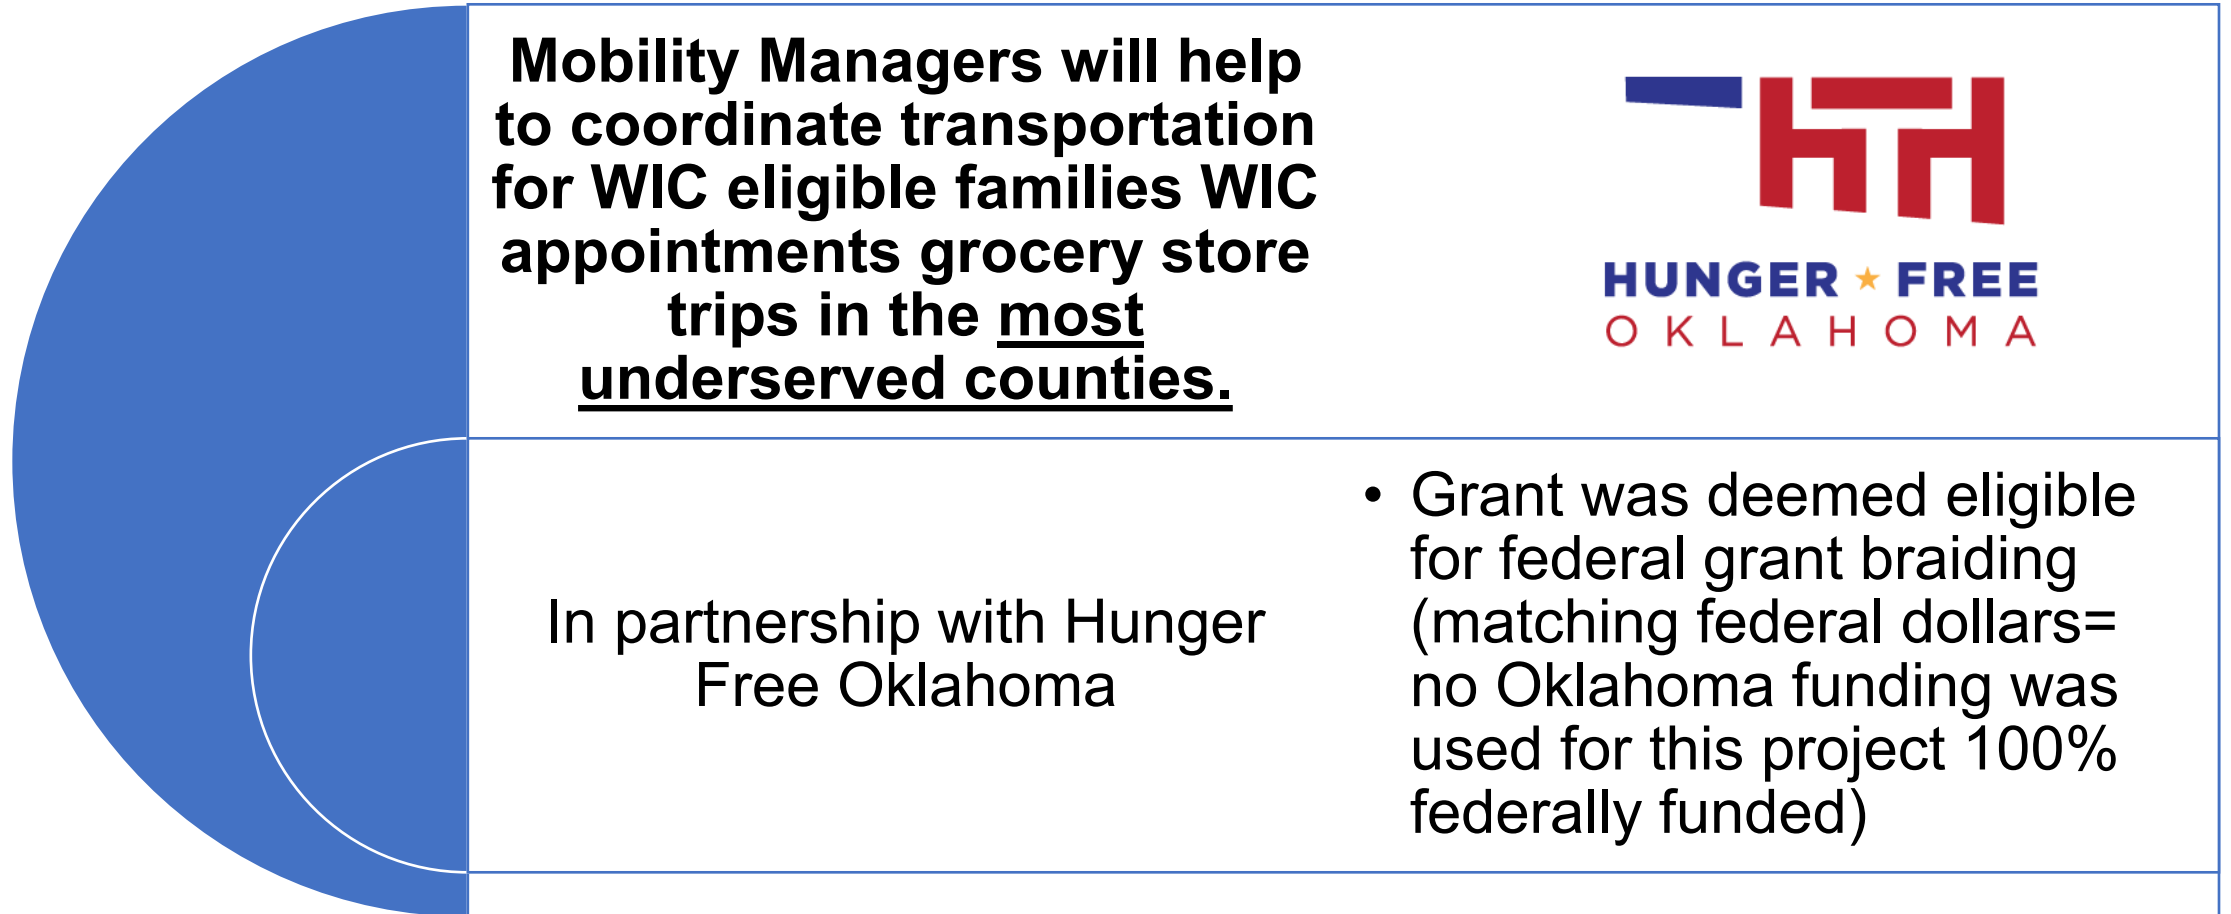 Mobility Managers will help
to coordinate transportation
for WIC eligible families WIC
appointments grocery store
trips in the most
underserved counties.
HUNGER ★ FREE
OKLAHOMA
In partnership with Hunger
Free Oklahoma
• Grant was deemed eligible
for federal grant braiding
(matching federal dollars=
no Oklahoma funding was
used for this project 100%
federally funded)